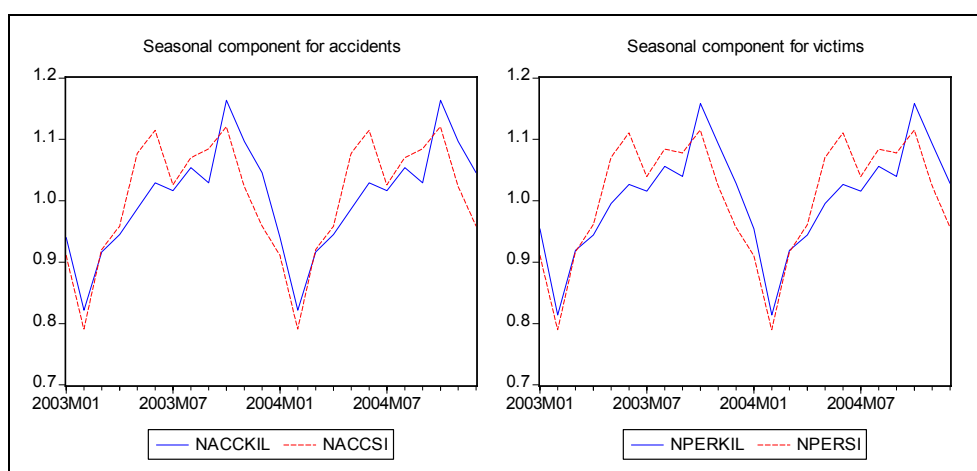 Seasonal component for accidents
1.2
1.1
1.0
0.9
0.8
0.7
2003M01 2003M07 2004M01 2004M07
NACCKIL NACCSI
Seasonal component for victims
1.2
1.1
1.0
0.9
0.8
0.7
2003M01 2003M07 2004M01 2004M07
NPERKIL NPERSI